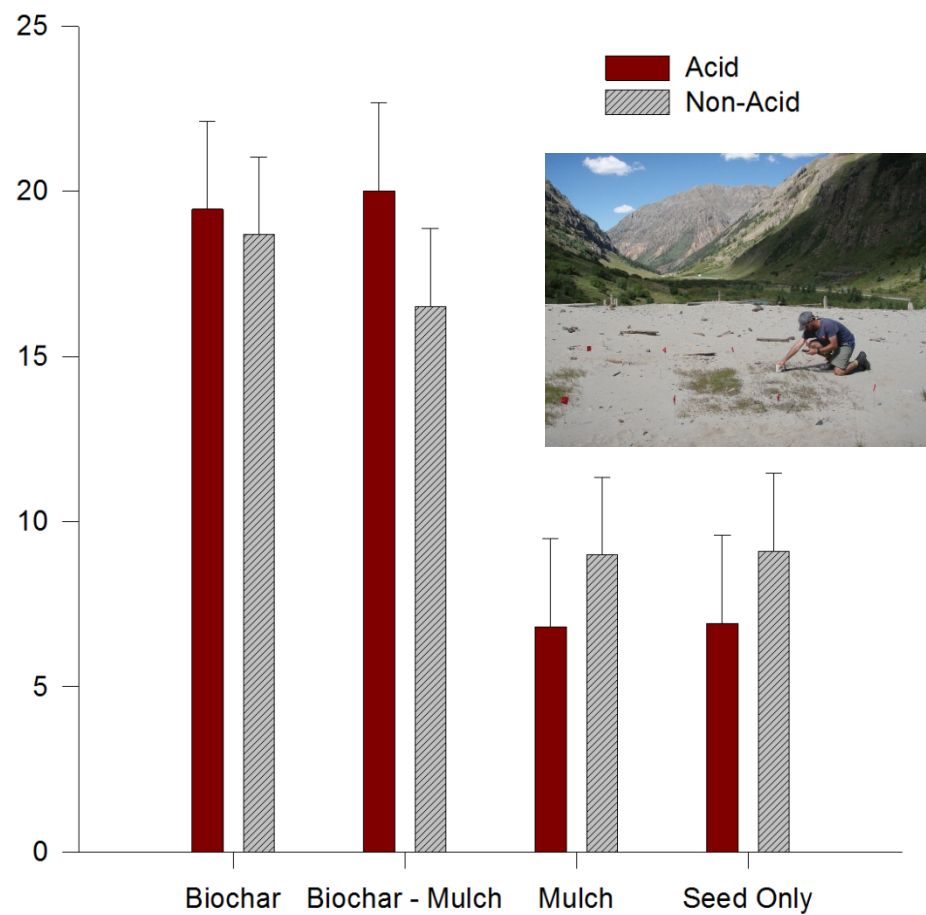 25
20
15
10
5
0
Acid
Non-Acid
Biochar
Biochar - Mulch
Mulch
Seed Only